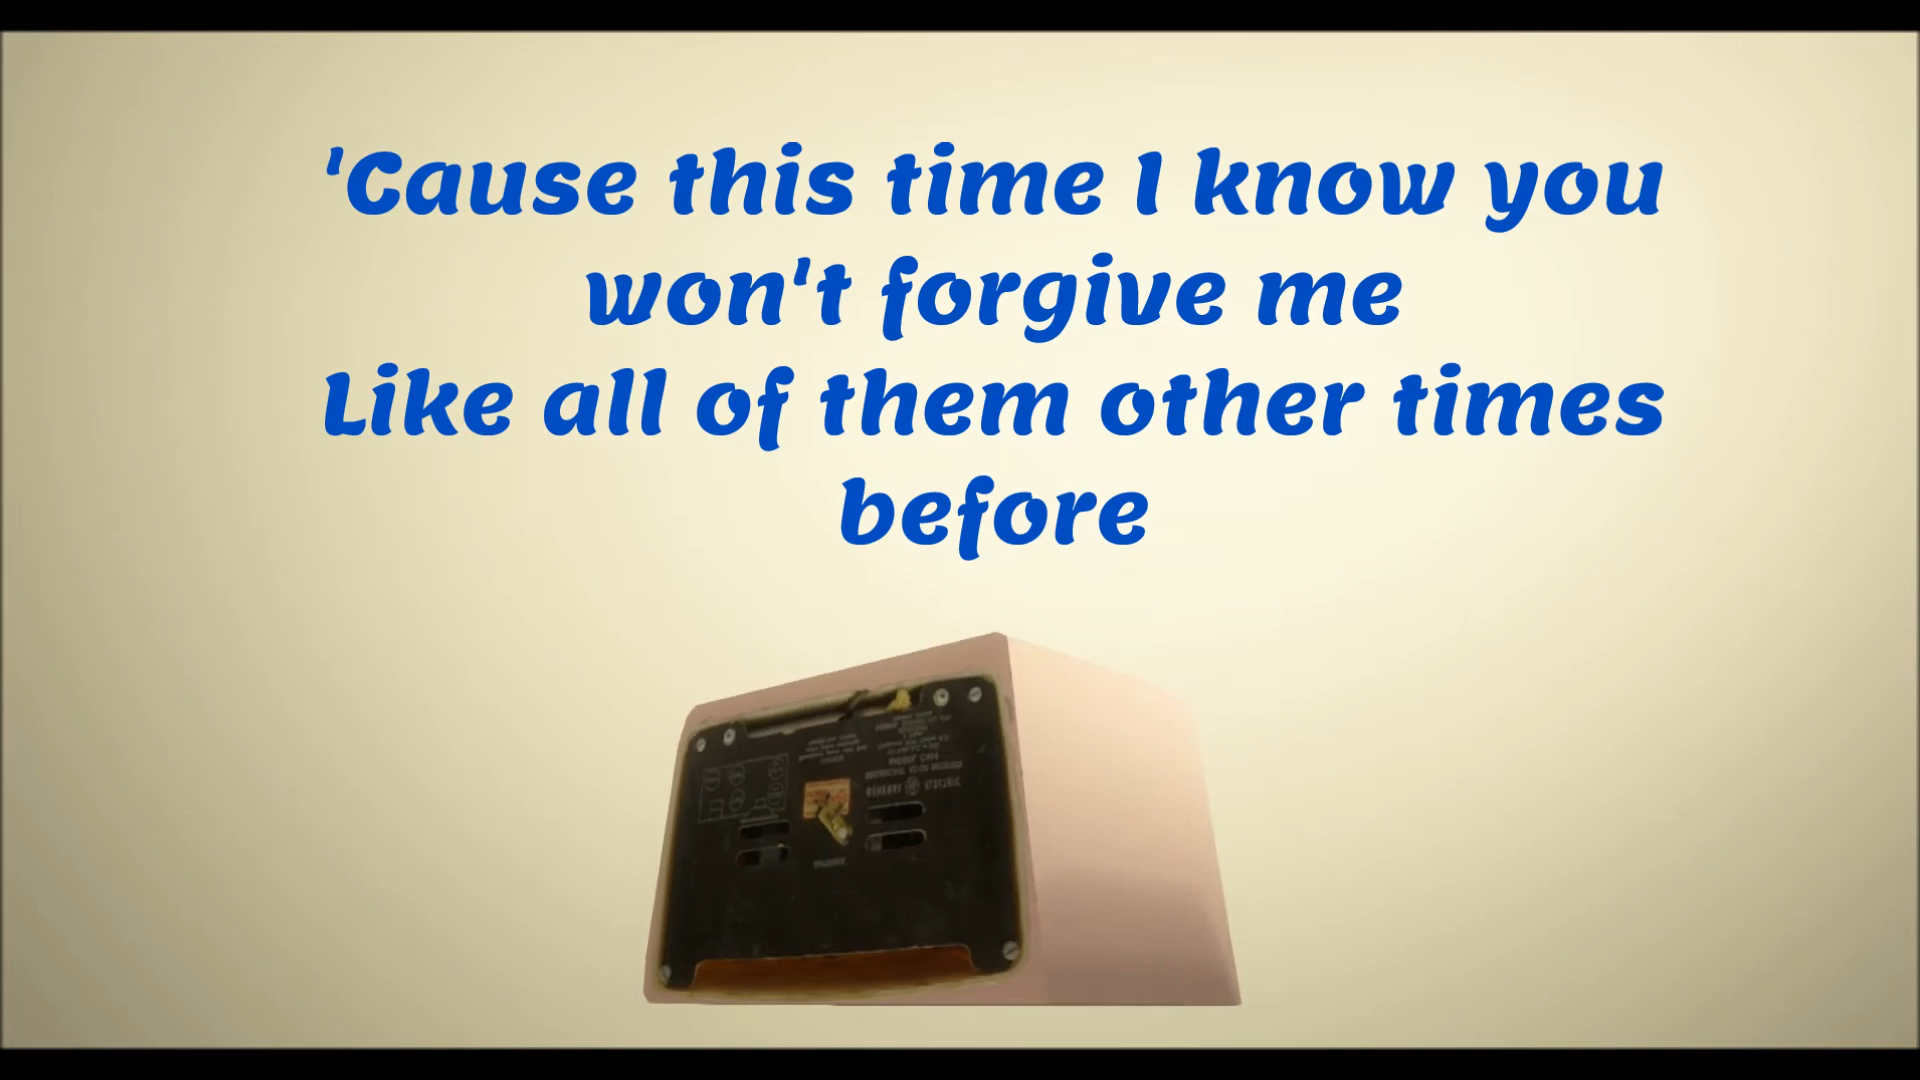 'Cause this time I know you
won't forgive me
Like all of them other times
before